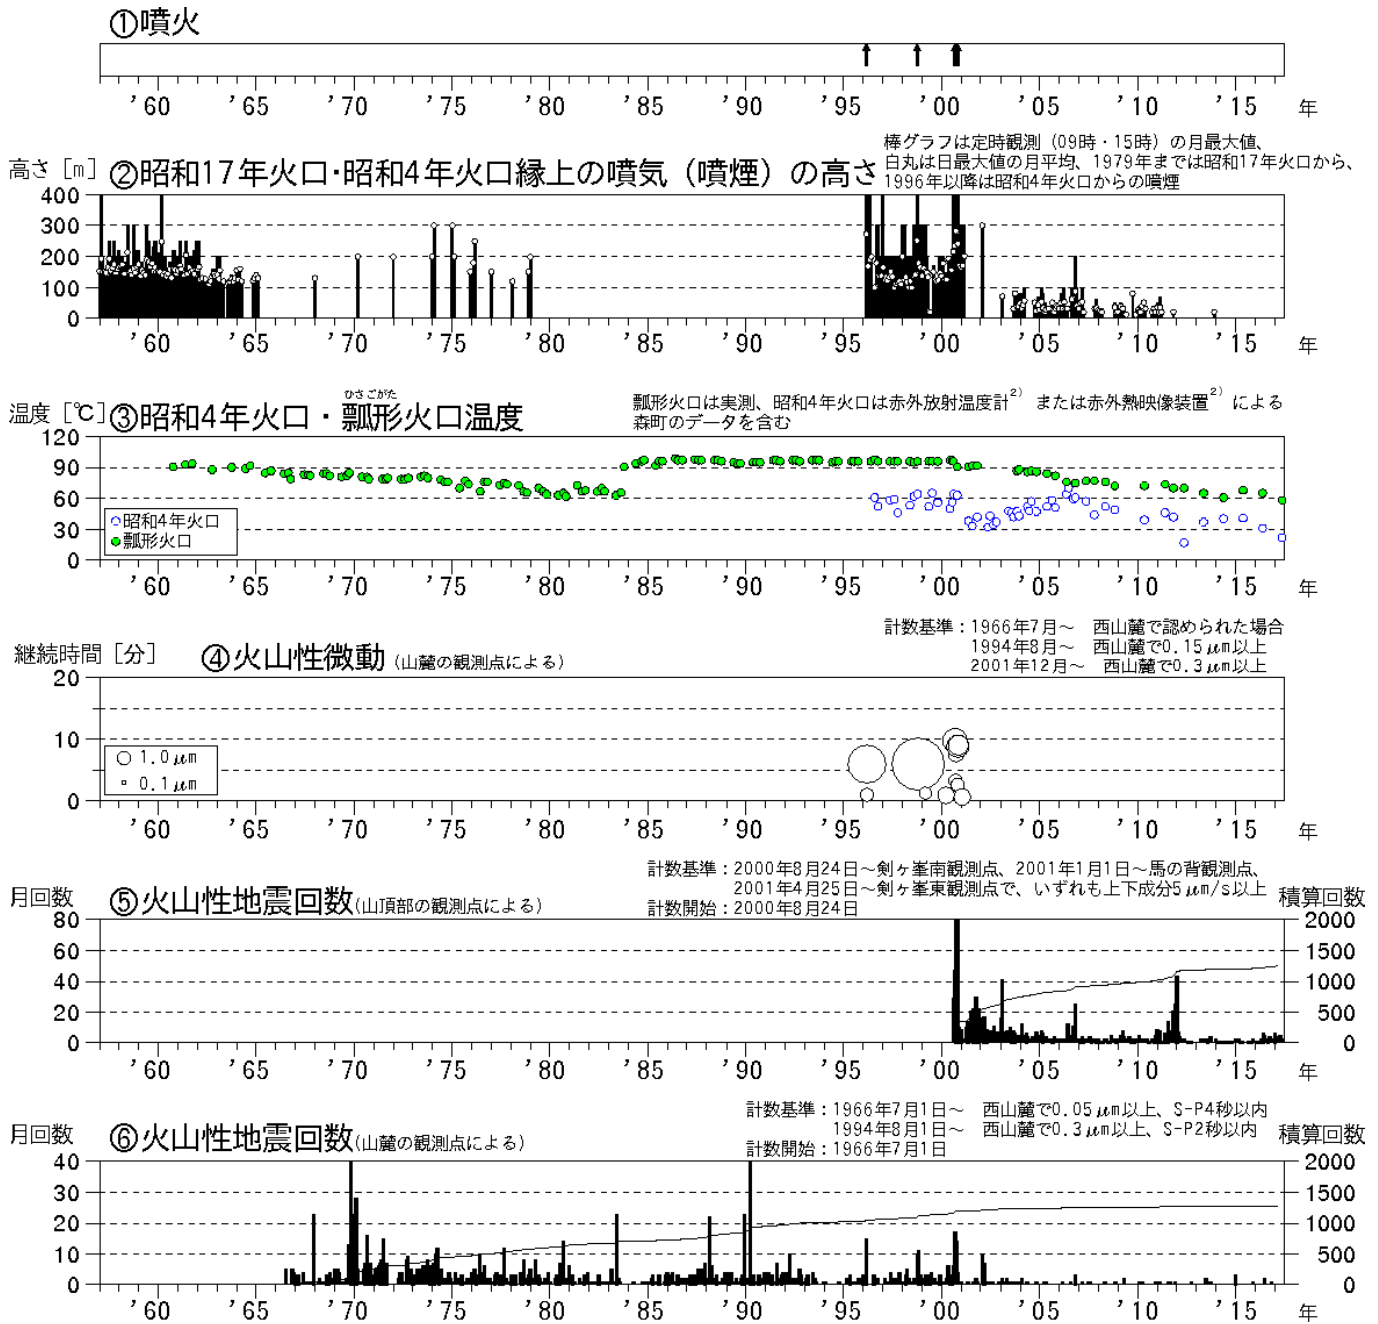 ①噴火
'60 '65 '70 '75 '80 '85 '90 '95 '00 '05 '10 '15 年
棒グラフは定時観測（09時・15時）の月最大値、
白丸は日最大値の月平均、1979年までは昭和17年火口から、
1996年以降は昭和4年火口からの噴煙
高さ［m］ ②昭和17年火口・昭和4年火口縁上の噴気（噴煙）の高さ
400
300
200
100
0
'60 '65 '70 '75 '80 '85 '90 '95 '00 '05 '10 '15 年
ひさごがた
温度［℃］ ③昭和4年火口・瓢形火口温度
瓢形火口は実測、昭和4年火口は赤外放射温度計2) または赤外熱映像装置2) による
森町のデータを含む
120
90
60
30
0
昭和4年火口
瓢形火口
'60 '65 '70 '75 '80 '85 '90 '95 '00 '05 '10 '15 年
計数基準：1966年7月～ 西山麓で認められた場合
1994年8月～ 西山麓で0.15μm以上
2001年12月～ 西山麓で0.3μm以上
継続時間［分］ ④火山性微動（山麓の観測点による）
20
10
0
1.0μm
0.1μm
'60 '65 '70 '75 '80 '85 '90 '95 '00 '05 '10 '15 年
計数基準：2000年8月24日～剣ヶ峯南観測点、2001年1月1日～馬の背観測点、
2001年4月25日～剣ヶ峯東観測点で、いずれも上下成分5μm/s以上
計数開始：2000年8月24日
月回数 ⑤火山性地震回数(山頂部の観測点による) 積算回数
80 2000
60 1500
40 1000
20 500
0 0
'60 '65 '70 '75 '80 '85 '90 '95 '00 '05 '10 '15 年
計数基準：1966年7月1日～ 西山麓で0.05μm以上、S-P4秒以内
1994年8月1日～ 西山麓で0.3μm以上、S-P2秒以内
計数開始：1966年7月1日
月回数 ⑥火山性地震回数(山麓の観測点による) 積算回数
40 2000
30 1500
20 1000
10 500
0 0
'60 '65 '70 '75 '80 '85 '90 '95 '00 '05 '10 '15 年